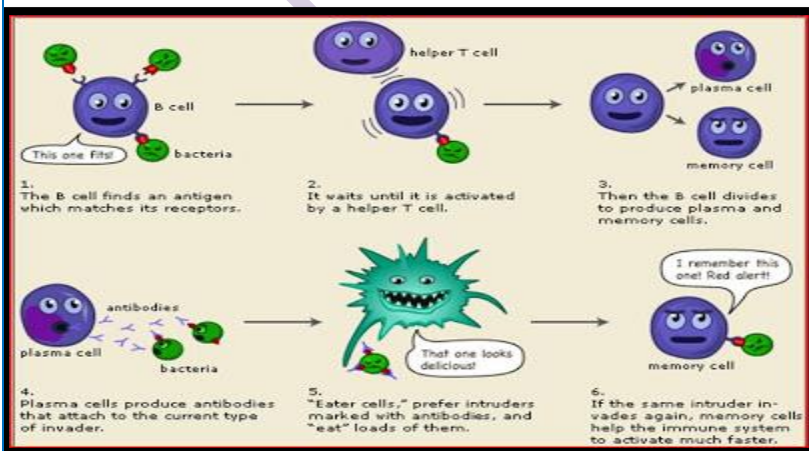 helper T cell
B cell
This one fits!
bacteria
plasma cell
memory cell
1.
The B cell finds an antigen
which matches its receptors.
2.
It waits until it is activated
by a helper T cell.
3.
Then the B cell divides
to produce plasma and
memory cells.
antibodies
plasma cell
bacteria
That one looks
delicious!
I remember this
one! Red alert!
memory cell
4.
Plasma cells produce antibodies
that attach to the current type
of invader.
5.
"Eater cells," prefer intruders
marked with antibodies, and
"eat" loads of them.
6.
If the same intruder in-
vades again, memory cells
help the immune system
to activate much faster.